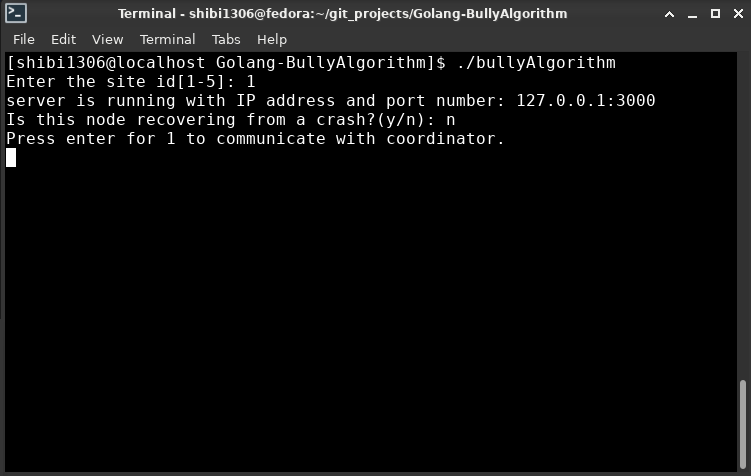 Terminal - shibi1306@fedora:~/git_projects/Golang-BullyAlgorithm
File Edit View Terminal Tabs Help
[shibi1306@localhost Golang-BullyAlgorithm]$ ./bullyAlgorithm
Enter the site id[1-5]: 1
server is running with IP address and port number: 127.0.0.1:3000
Is this node recovering from a crash?(y/n): n
Press enter for 1 to communicate with coordinator.